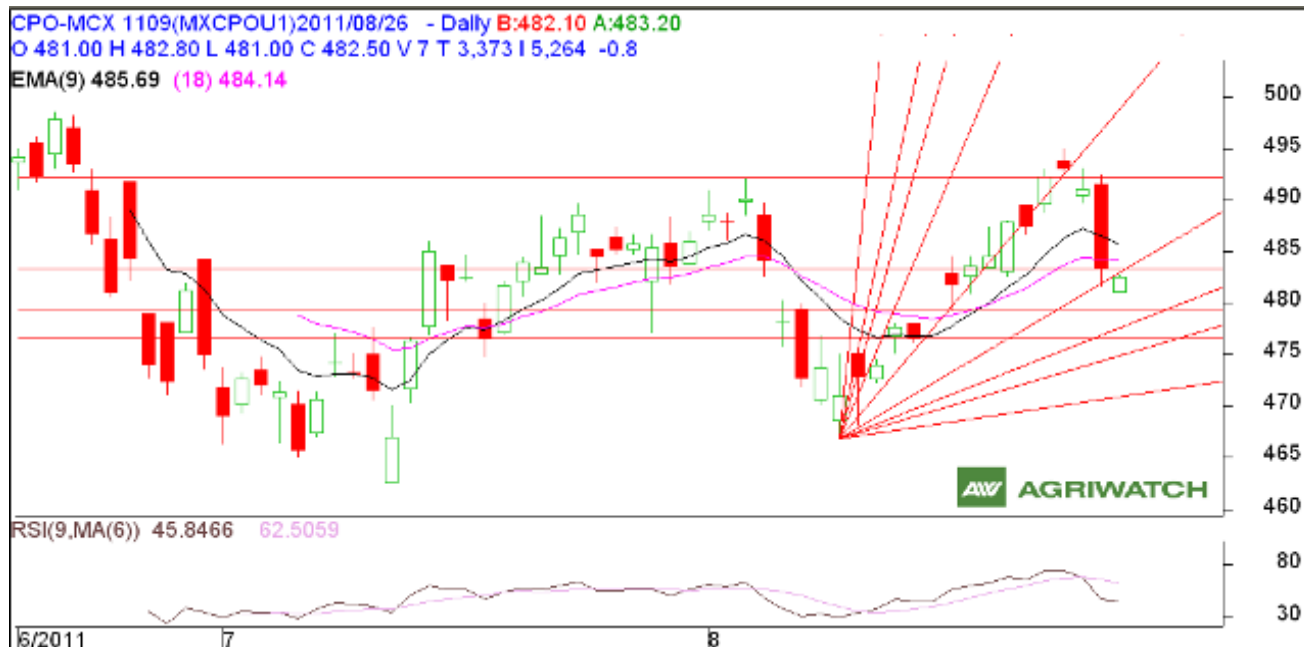 CPO-MCX 1109(MXCPOU1)2011/08/26 - Daily B:482.10 A:483.20
O 481.00 H 482.80 L 481.00 C 482.50 V 7 T 3,373 I 5,264 -0.8
EMA(9) 485.69 (18) 484.14
500
495
490
485
480
475
470
465
460
AW AGRIWATCH
RSI(9,MA(6)) 45.8466 62.5059
80
30
6/2011 7 8